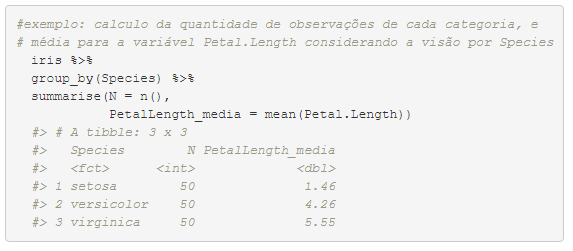 #exemplo: calculo da quantidade de observações de cada categoria, e
# média para a variável Petal.Length considerando a visão por Species
iris %>%
group_by(Species) %>%
summarise(N = n(),
PetalLength_media = mean(Petal.Length))
#> # A tibble: 3 x 3
#> Species N PetalLength_media
#> <fct> <int> <dbl>
#> 1 setosa 50 1.46
#> 2 versicolor 50 4.26
#> 3 virginica 50 5.55